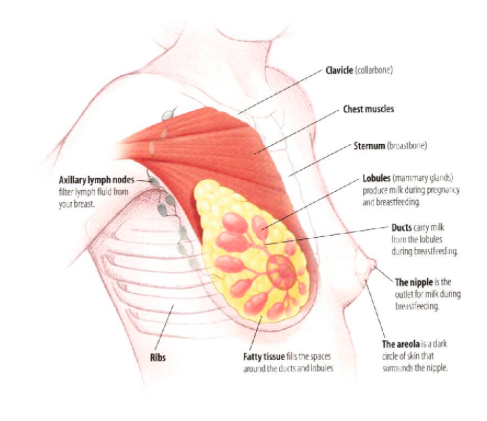 Clavicle (collarbone)
Chest muscles
Sternum (breastbone)
Axillary lymph nodes
filter lymph fluid from
your breast.
Lobules (mammary glands)
produce milk during pregnancy
and breastfeeding.
Ducts carry milk
from the lobules
during breastfeeding.
The nipple is the
outlet for milk during
breastfeeding.
Ribs
Fatty tissue fills the spaces
around the ducts and lobules.
The areola is a dark
circle of skin that
surrounds the nipple.